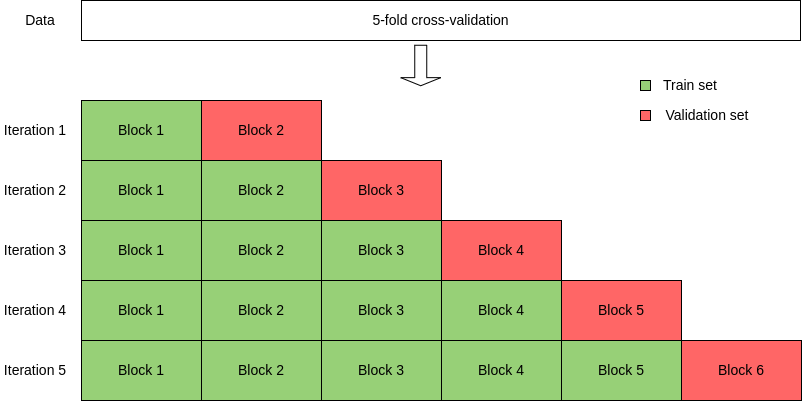 Data 5-fold cross-validation
Train set
Validation set
Iteration 1 Block 1 Block 2
Iteration 2 Block 1 Block 2 Block 3
Iteration 3 Block 1 Block 2 Block 3 Block 4
Iteration 4 Block 1 Block 2 Block 3 Block 4 Block 5
Iteration 5 Block 1 Block 2 Block 3 Block 4 Block 5 Block 6